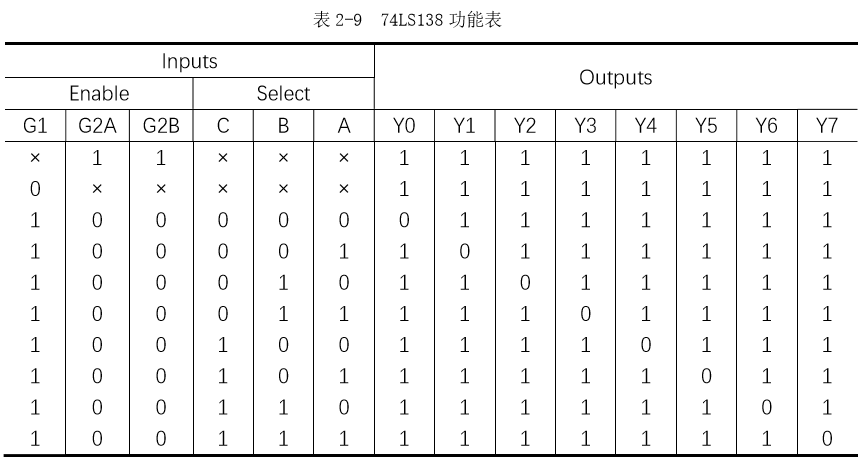 表 2-9 74LS138 功能表
Inputs Outputs
Enable Select
G1 G2A G2B C B A Y0 Y1 Y2 Y3 Y4 Y5 Y6 Y7
× 1 1 × × × 1 1 1 1 1 1 1 1
0 × × × × × 1 1 1 1 1 1 1 1
1 0 0 0 0 0 0 1 1 1 1 1 1 1
1 0 0 0 0 1 1 0 1 1 1 1 1 1
1 0 0 0 1 0 1 1 0 1 1 1 1 1
1 0 0 0 1 1 1 1 1 0 1 1 1 1
1 0 0 1 0 0 1 1 1 1 0 1 1 1
1 0 0 1 0 1 1 1 1 1 1 0 1 1
1 0 0 1 1 0 1 1 1 1 1 1 0 1
1 0 0 1 1 1 1 1 1 1 1 1 1 0